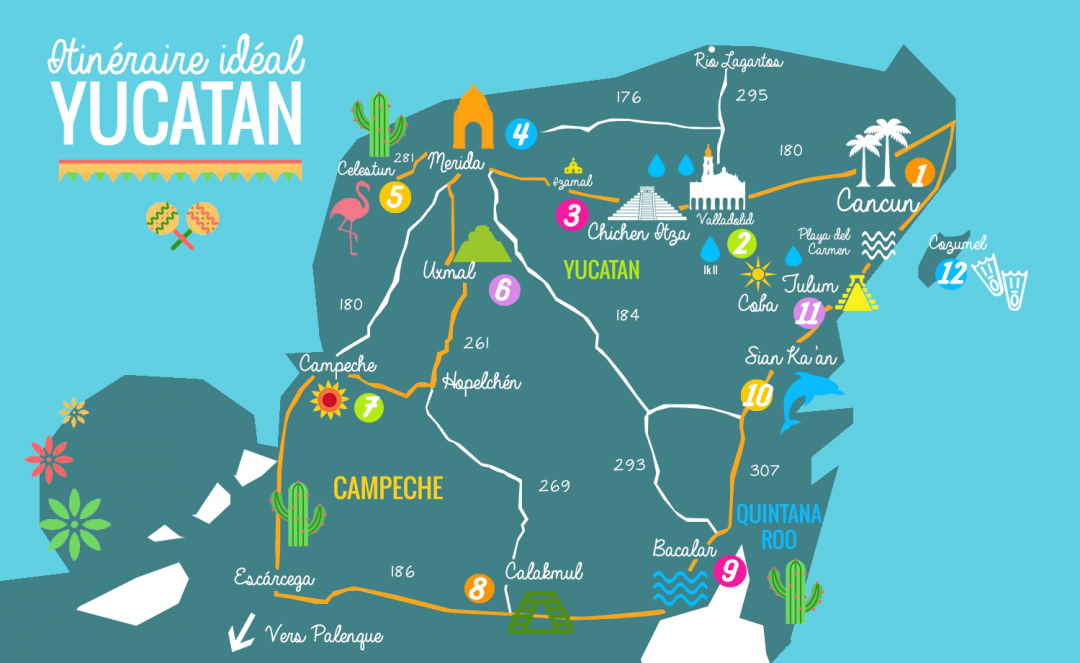 Itinéraire idéal
YUCATAN
Rio Lagartos
176
295
180
4
Merida
281
Celestun
5
1
Cancun
Izamal
3
Chichen Itza
Valladolid
2
Ik Il
Playa del
Carmen
Cozumel
12
YUCATAN
Uxmal
6
Coba
Tulum
11
180
184
261
Sian Ka'an
10
Campeche
7
Hopelchén
293
307
CAMPECHE
269
QUINTANA
ROO
Bacalar
9
Escárcega
186
8
Calakmul
Vers Palenque